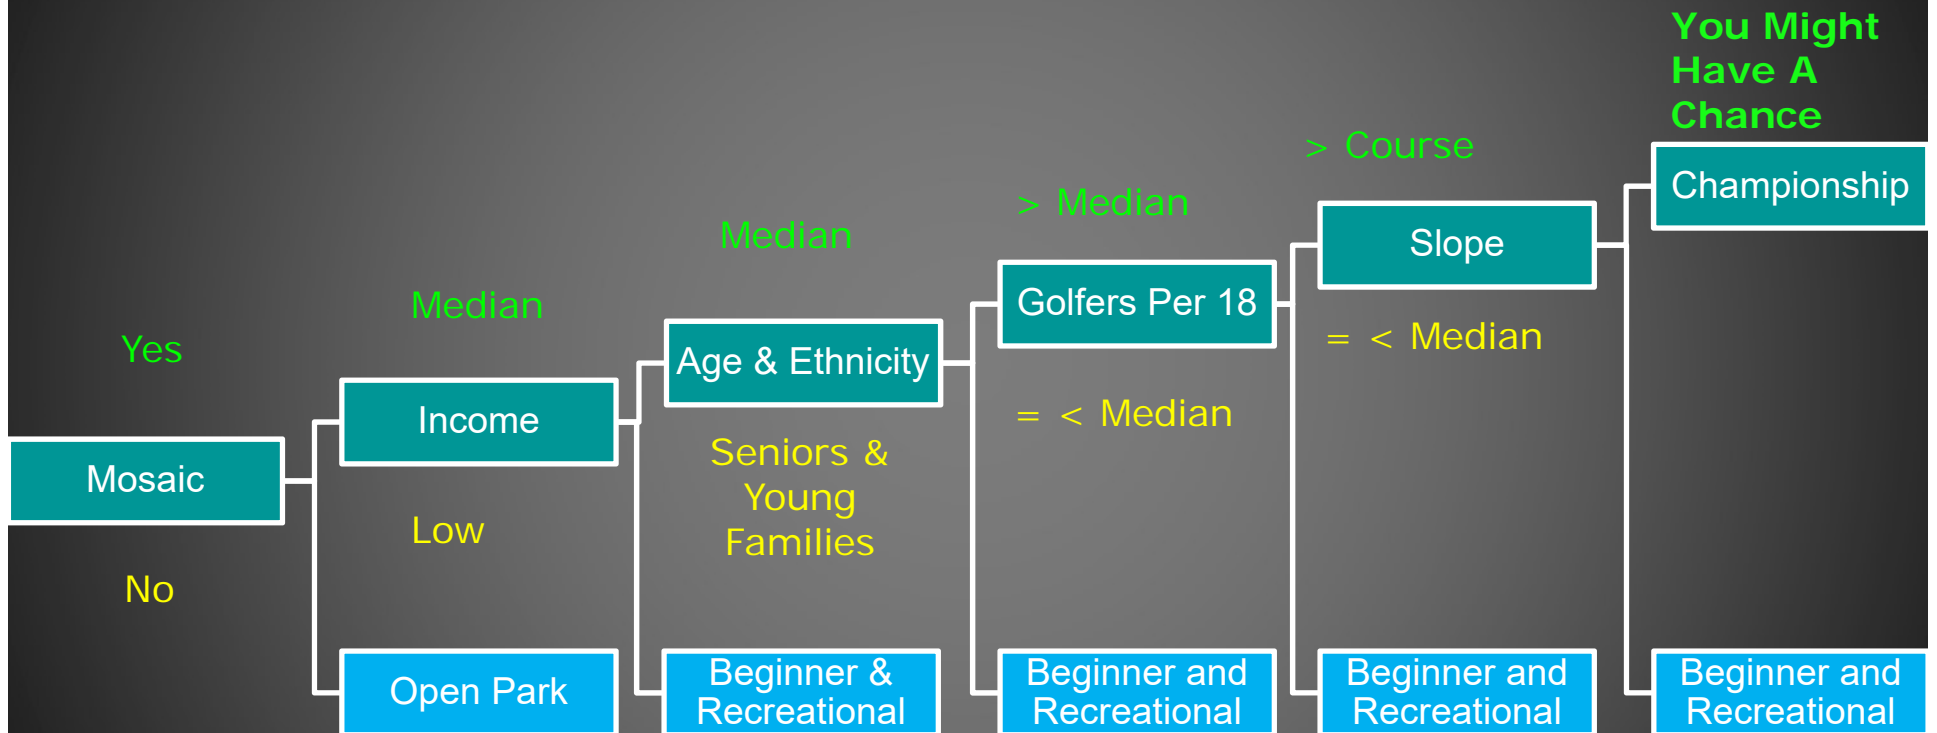 You Might
Have A
Chance
> Course
Championship
> Median
Median
Slope
Median
Golfers Per 18
= < Median
Yes
Age & Ethnicity
Income
= < Median
Seniors &
Young
Families
Mosaic
Low
No
Open Park
Beginner &
Recreational
Beginner and
Recreational
Beginner and
Recreational
Beginner and
Recreational